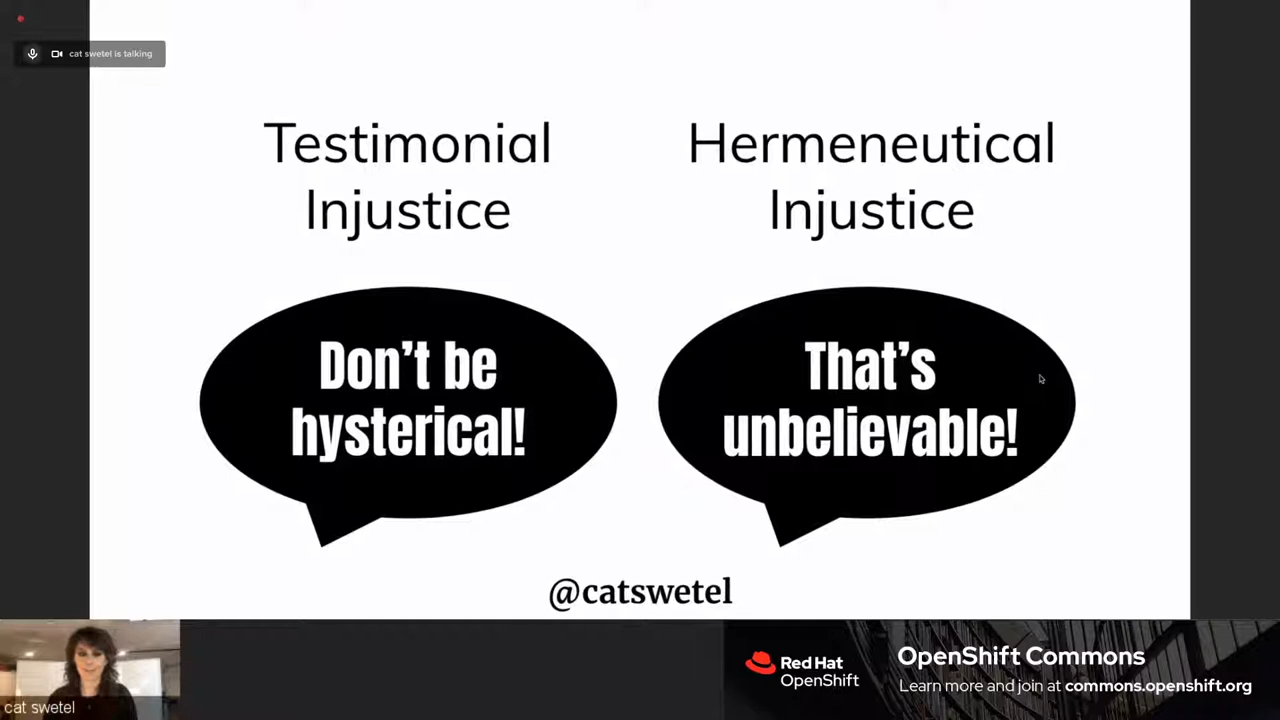 cat swetel is talking
Testimonial
Injustice
Hermeneutical
Injustice
Don’t be
hysterical!
That’s
unbelievable!
@catswetel
cat swetel
Red Hat
OpenShift
OpenShift Commons
Learn more and join at commons.openshift.org